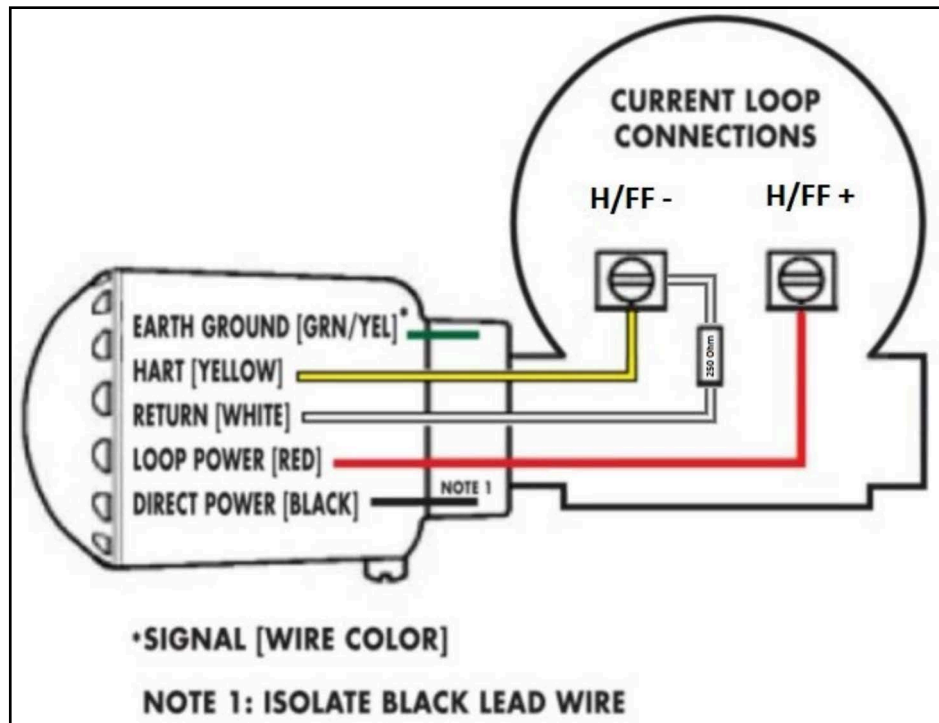 CURRENT LOOP
CONNECTIONS
H/FF -
H/FF +
EARTH GROUND [GRN/YEL]*
HART [YELLOW]
RETURN [WHITE]
LOOP POWER [RED]
DIRECT POWER [BLACK]
NOTE 1
250 Ohm
*SIGNAL [WIRE COLOR]
NOTE 1: ISOLATE BLACK LEAD WIRE